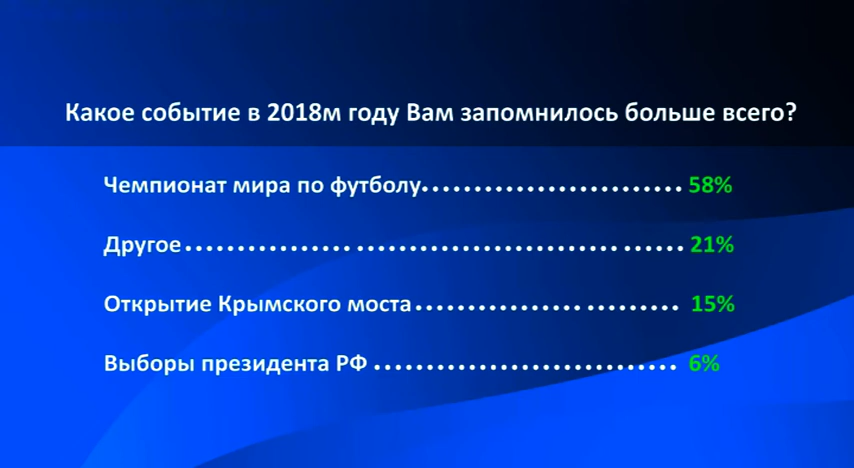 Какое событие в 2018м году Вам запомнилось больше всего?
Чемпионат мира по футболу........................ 58%
Другое............................................. 21%
Открытие Крымского моста........................ 15%
Выборы президента РФ ............................ 6%